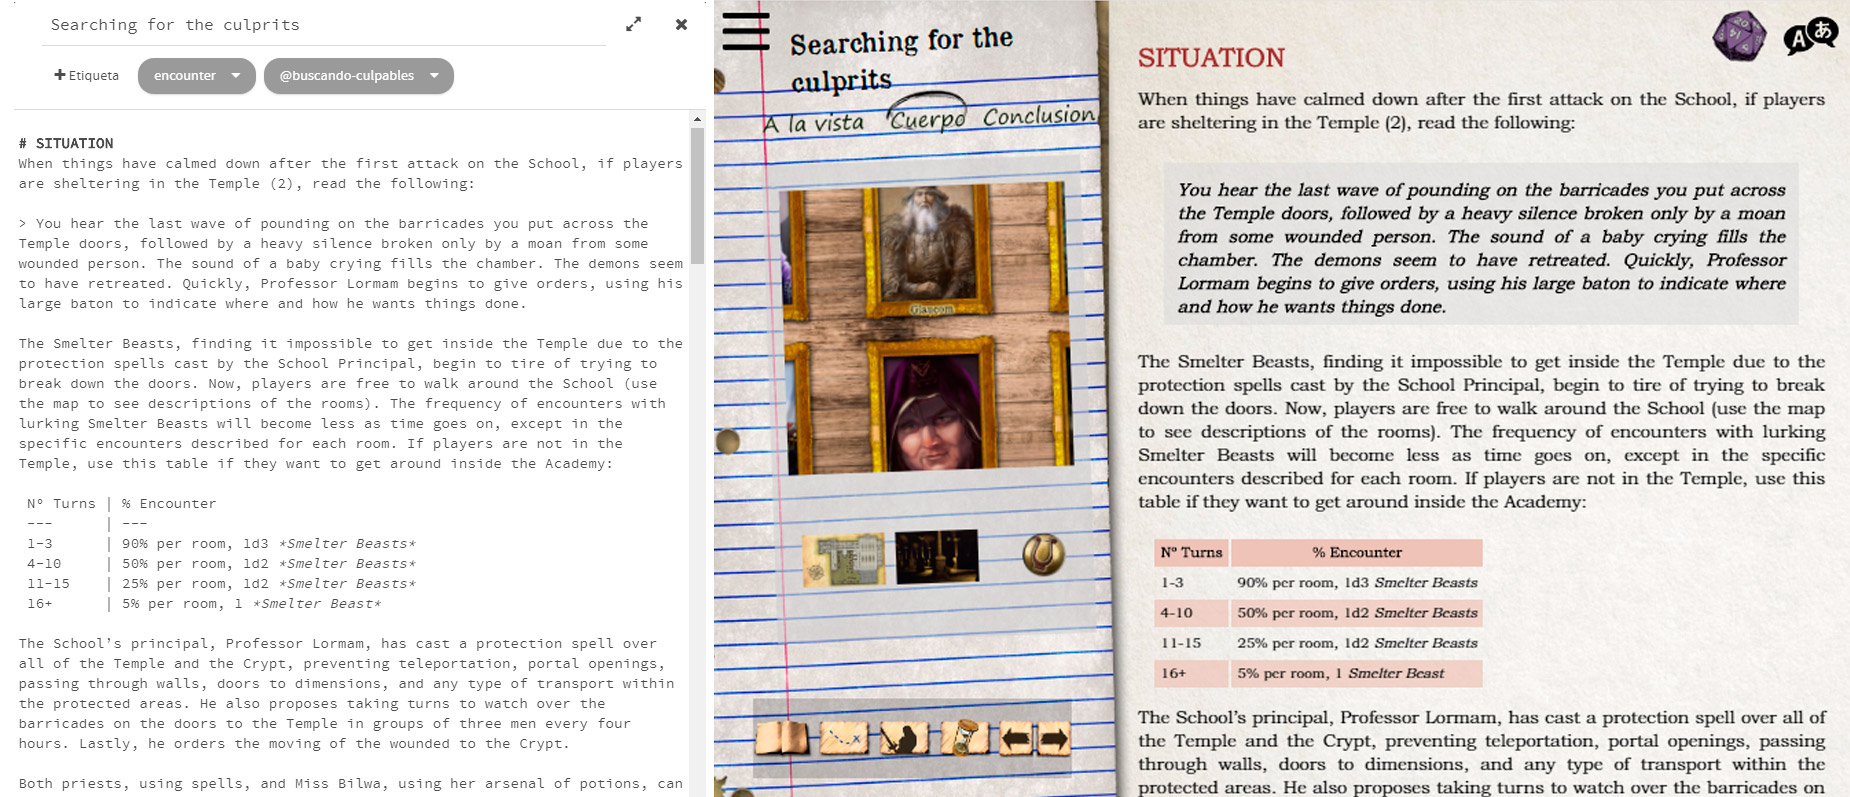 Searching for the culprits
+ Etiqueta
encounter
@buscando-culpables
# SITUATION
When things have calmed down after the first attack on the School, if players
are sheltering in the Temple (2), read the following:
> You hear the last wave of pounding on the barricades you put across the
Temple doors, followed by a heavy silence broken only by a moan from some
wounded person. The sound of a baby crying fills the chamber. The demons seem
to have retreated. Quickly, Professor Lormam begins to give orders, using his
large baton to indicate where and how he wants things done.
The Smelter Beasts, finding it impossible to get inside the Temple due to the
protection spells cast by the School Principal, begin to tire of trying to
break down the doors. Now, players are free to walk around the School (use
the map to see descriptions of the rooms). The frequency of encounters with
lurking Smelter Beasts will become less as time goes on, except in the
specific encounters described for each room. If players are not in the
Temple, use this table if they want to get around inside the Academy:
Nº Turns | % Encounter
--- | ---
1-3 | 90% per room, 1d3 *Smelter Beasts*
4-10 | 50% per room, 1d2 *Smelter Beasts*
11-15 | 25% per room, 1d2 *Smelter Beasts*
16+ | 5% per room, 1 *Smelter Beast*
The School’s principal, Professor Lormam, has cast a protection spell over
all of the Temple and the Crypt, preventing teleportation, portal openings,
passing through walls, doors to dimensions, and any type of transport within
the protected areas. He also proposes taking turns to watch over the
barricades on the doors to the Temple in groups of three men every four
hours. Lastly, he orders the moving of the wounded to the Crypt.
Both priests, using spells, and Miss Bilwa, using her arsenal of potions, can
Searching for the
culprits
A la vista Cuerpo Conclusion
Glaucom
SITUATION
When things have calmed down after the first attack on the School, if players
are sheltering in the Temple (2), read the following:
You hear the last wave of pounding on the barricades you put across
the Temple doors, followed by a heavy silence broken only by a moan
from some wounded person. The sound of a baby crying fills the
chamber. The demons seem to have retreated. Quickly, Professor
Lormam begins to give orders, using his large baton to indicate where
and how he wants things done.
The Smelter Beasts, finding it impossible to get inside the Temple due to the
protection spells cast by the School Principal, begin to tire of trying to break
down the doors. Now, players are free to walk around the School (use the map
to see descriptions of the rooms). The frequency of encounters with lurking
Smelter Beasts will become less as time goes on, except in the specific
encounters described for each room. If players are not in the Temple, use this
table if they want to get around inside the Academy:
Nº Turns % Encounter
1-3 90% per room, 1d3 Smelter Beasts
4-10 50% per room, 1d2 Smelter Beasts
11-15 25% per room, 1d2 Smelter Beasts
16+ 5% per room, 1 Smelter Beast
The School’s principal, Professor Lormam, has cast a protection spell over all of
the Temple and the Crypt, preventing teleportation, portal openings, passing
through walls, doors to dimensions, and any type of transport within the
protected areas. He also proposes taking turns to watch over the barricades on
20
A あ